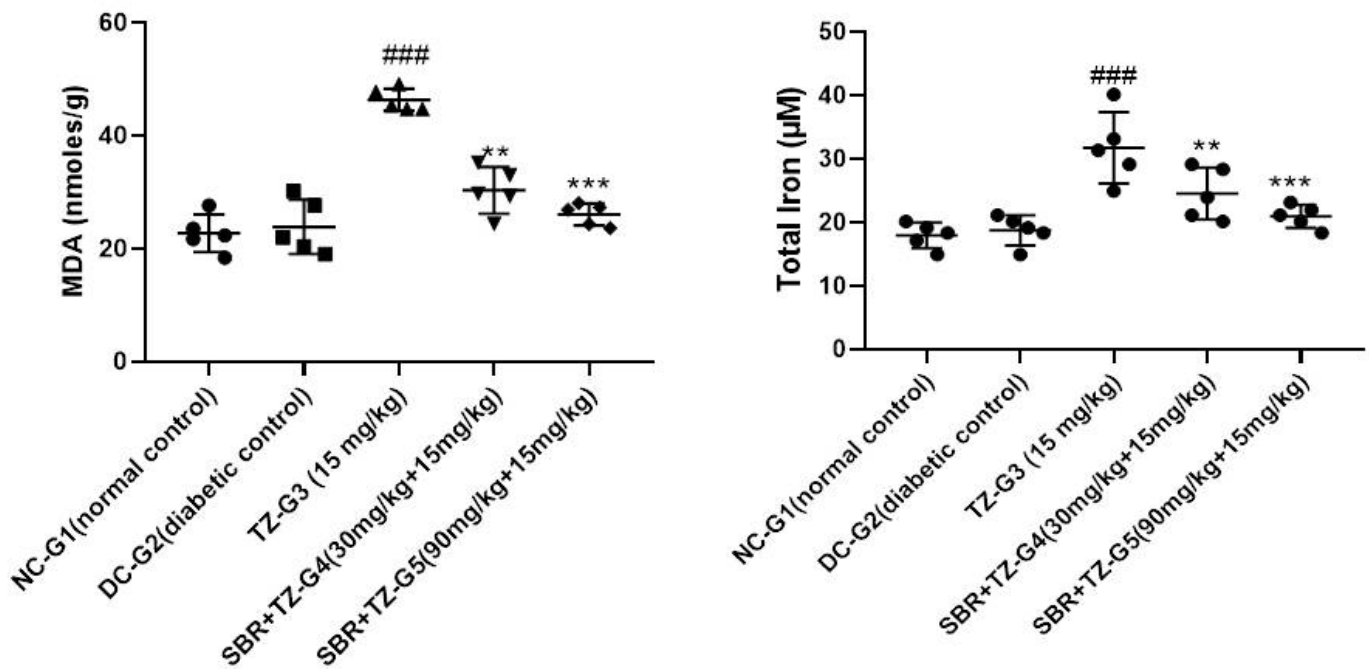 60
40
20
0
MDA (nmoles/g)
###
**
***
NC-G1(normal control)
DC-G2(diabetic control)
TZ-G3 (15 mg/kg)
SBR+TZ-G4(30mg/kg+15mg/kg)
SBR+TZ-G5(90mg/kg+15mg/kg)
50
40
30
20
10
0
Total Iron (µM)
###
**
***
NC-G1(normal control)
DC-G2(diabetic control)
TZ-G3 (15 mg/kg)
SBR+TZ-G4(30mg/kg+15mg/kg)
SBR+TZ-G5(90mg/kg+15mg/kg)